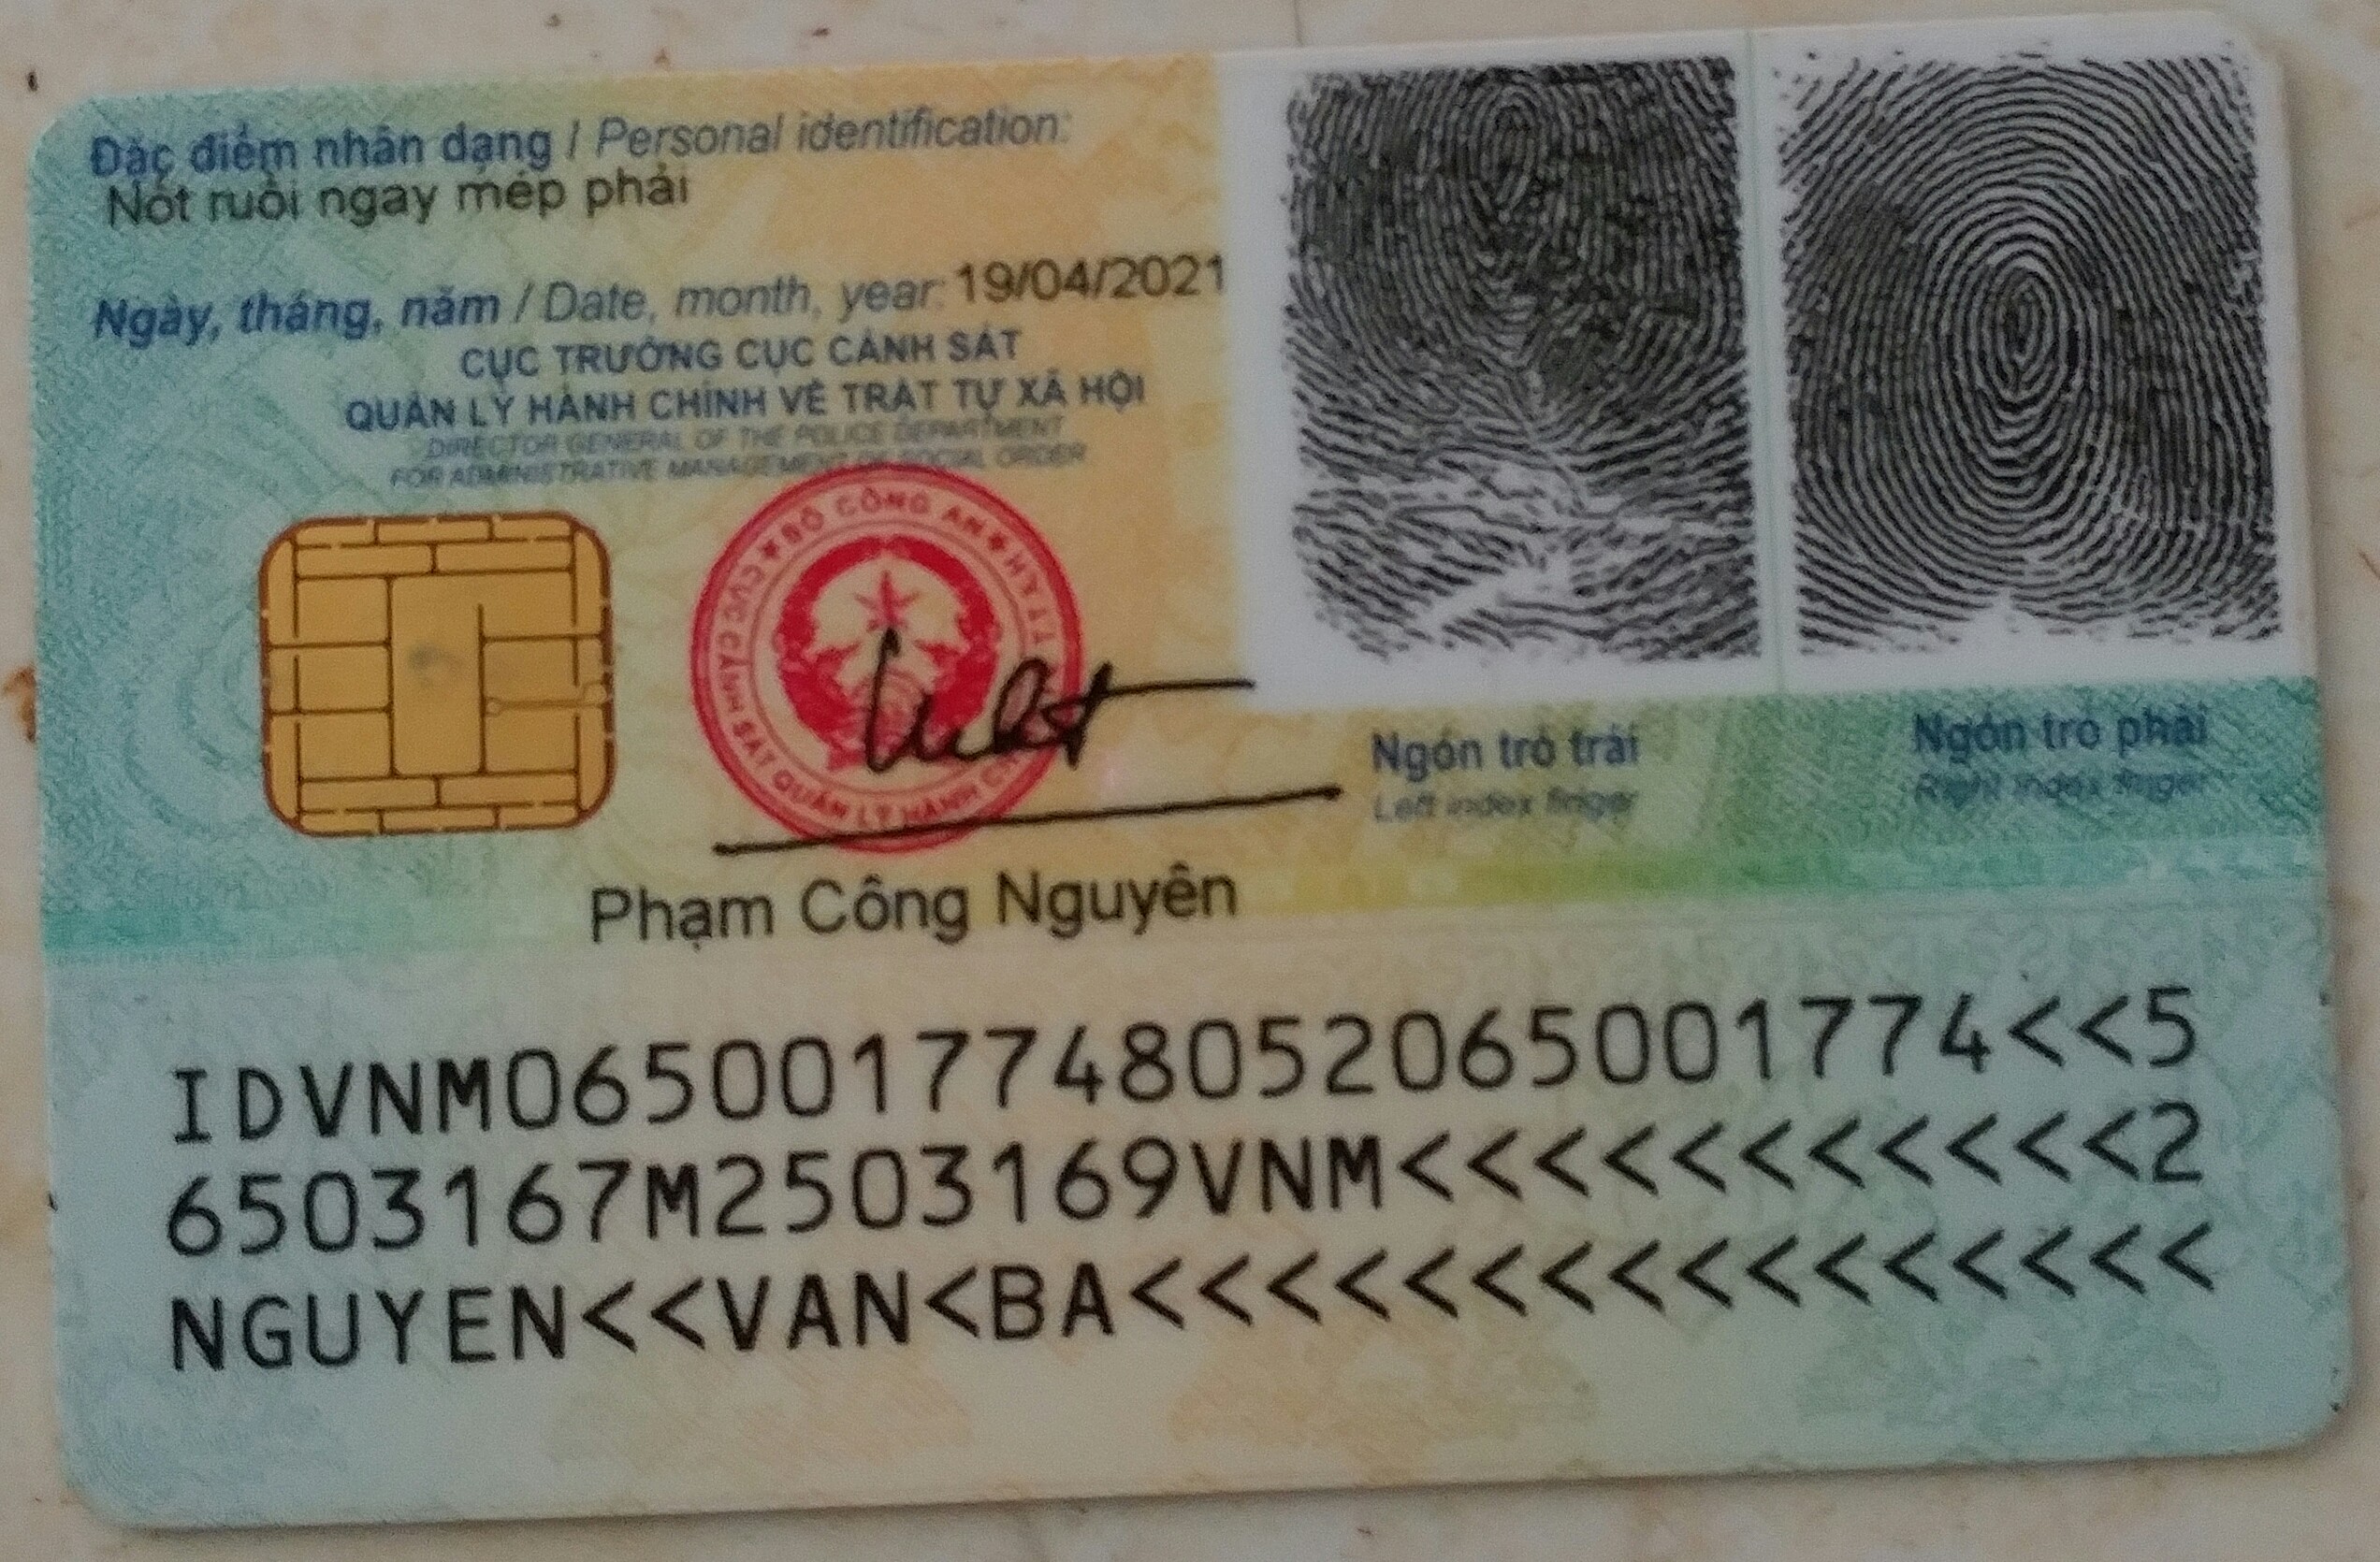 Đặc điểm nhân dạng / Personal identification:
Nốt ruồi ngay mép phải
Ngày, tháng, năm / Date, month, year: 19/04/2021
CỤC TRƯỞNG CỤC CẢNH SÁT
QUẢN LÝ HÀNH CHÍNH VỀ TRẬT TỰ XÃ HỘI
DIRECTOR GENERAL OF THE POLICE DEPARTMENT
FOR ADMINISTRATIVE MANAGEMENT OF SOCIAL ORDER
BỘ CÔNG AN
CỤC CẢNH SÁT QUẢN LÝ HÀNH
Phạm Công Nguyên
Ngón trỏ trái
Left index finger
Ngón trỏ phải
Right index finger
IDVNM0650017748052065001774<<5
6503167M2503169VNM<<<<<<<<<<<2
NGUYEN<<VAN<BA<<<<<<<<<<<<<<<<